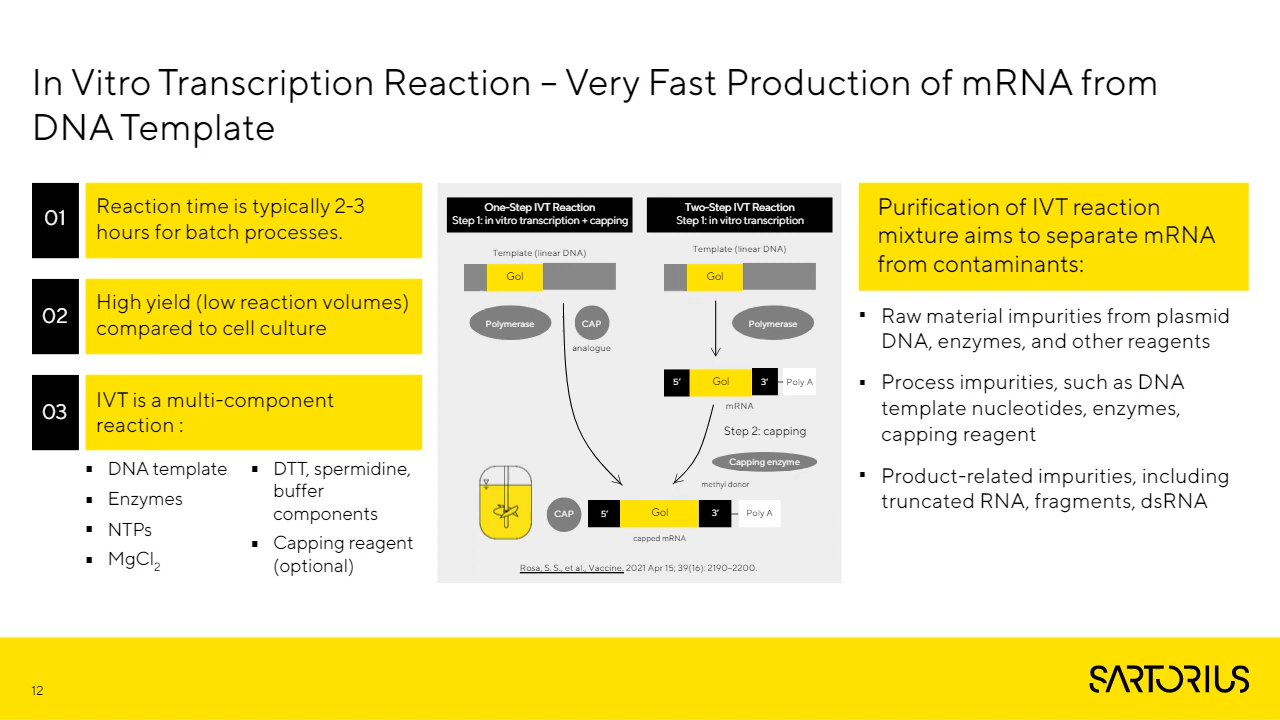 In Vitro Transcription Reaction – Very Fast Production of mRNA from
DNA Template
01
Reaction time is typically 2-3
hours for batch processes.
02
High yield (low reaction volumes)
compared to cell culture
03
IVT is a multi-component
reaction :
▪ DNA template
▪ Enzymes
▪ NTPs
▪ MgCl₂
▪ DTT, spermidine,
buffer
components
▪ Capping reagent
(optional)
One-Step IVT Reaction
Step 1: in vitro transcription + capping
Template (linear DNA)
GoI
Polymerase
CAP
analogue
Two-Step IVT Reaction
Step 1: in vitro transcription
Template (linear DNA)
GoI
Polymerase
5’ GoI 3’ Poly A
mRNA
Step 2: capping
Capping enzyme
methyl donor
CAP 5’ GoI 3’ Poly A
capped mRNA
Rosa, S. S., et al., Vaccine. 2021 Apr 15; 39(16): 2190–2200.
Purification of IVT reaction
mixture aims to separate mRNA
from contaminants:
▪ Raw material impurities from plasmid
DNA, enzymes, and other reagents
▪ Process impurities, such as DNA
template nucleotides, enzymes,
capping reagent
▪ Product-related impurities, including
truncated RNA, fragments, dsRNA
12
SARTORIUS